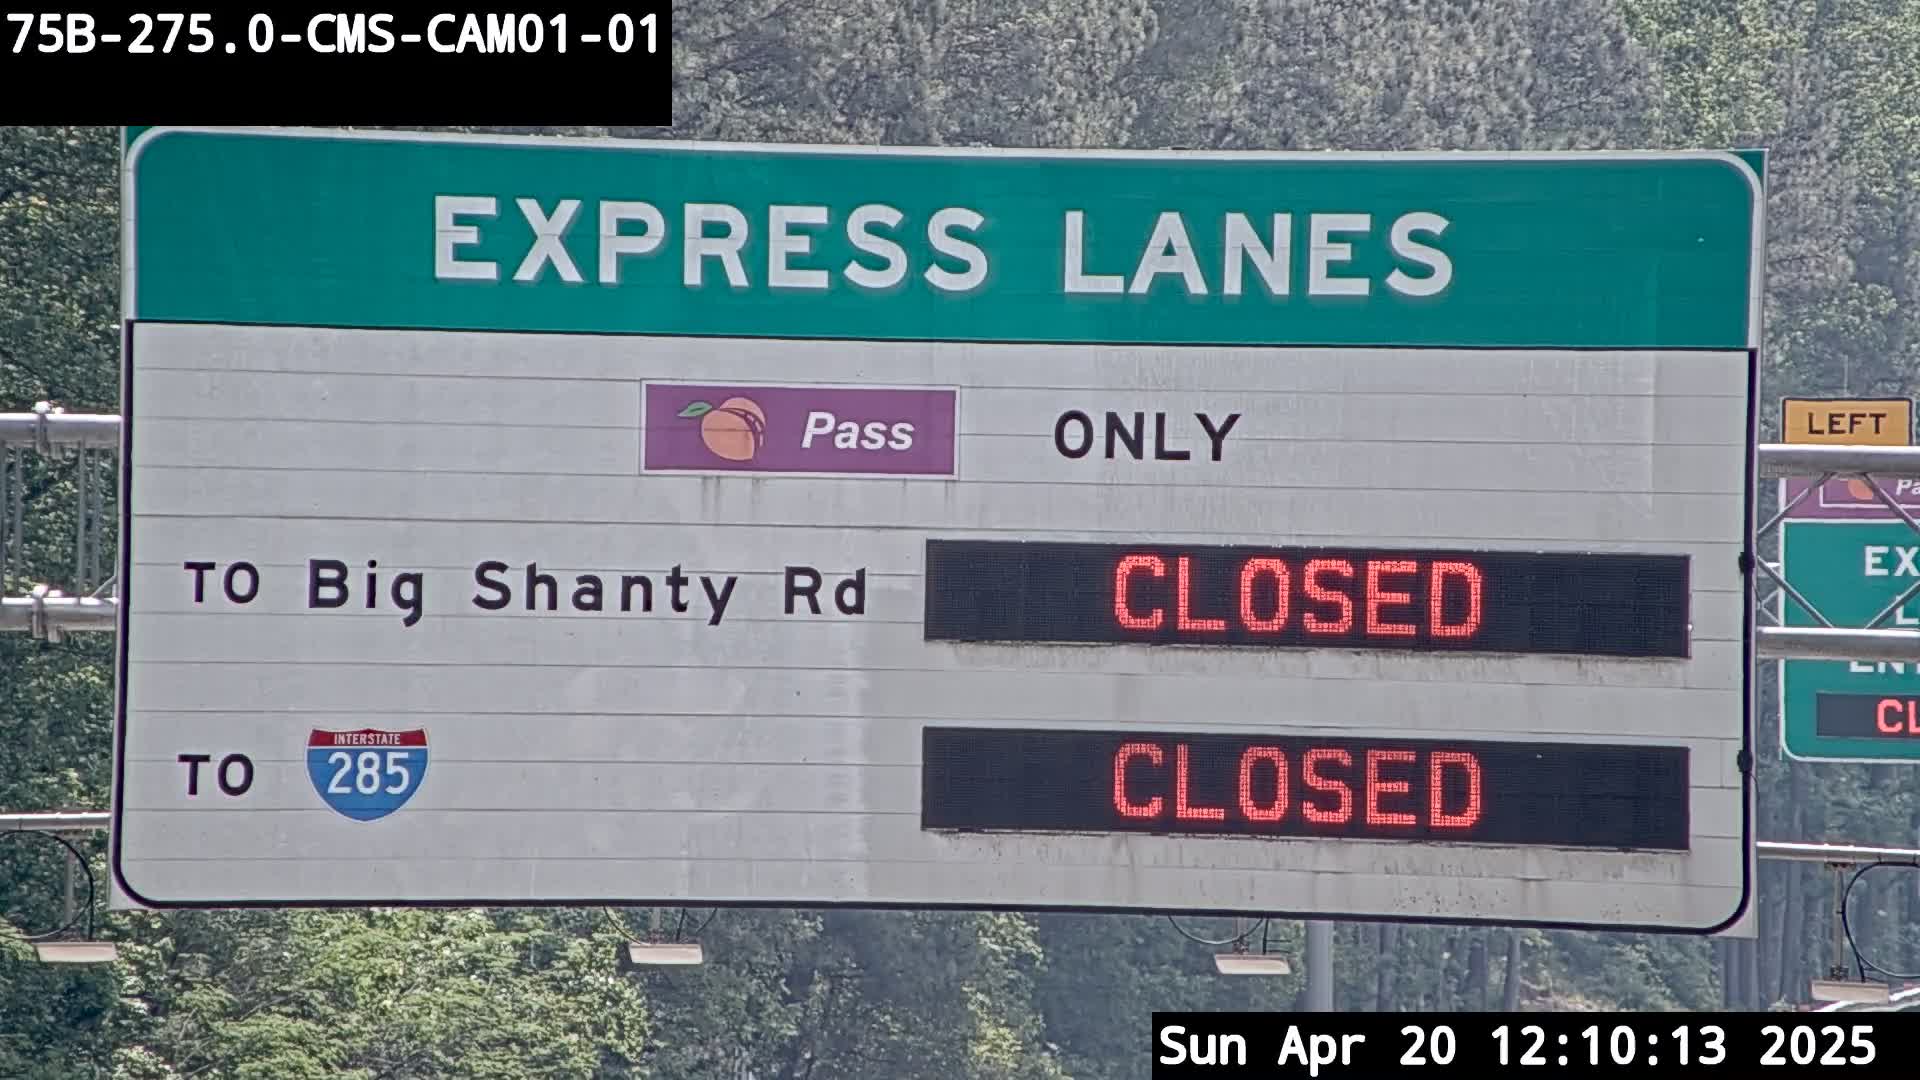 75B-275.0-CMS-CAM01-01
EXPRESS LANES
Pass ONLY
TO Big Shanty Rd CLOSED
TO INTERSTATE 285 CLOSED
LEFT
EX
Sun Apr 20 12:10:13 2025